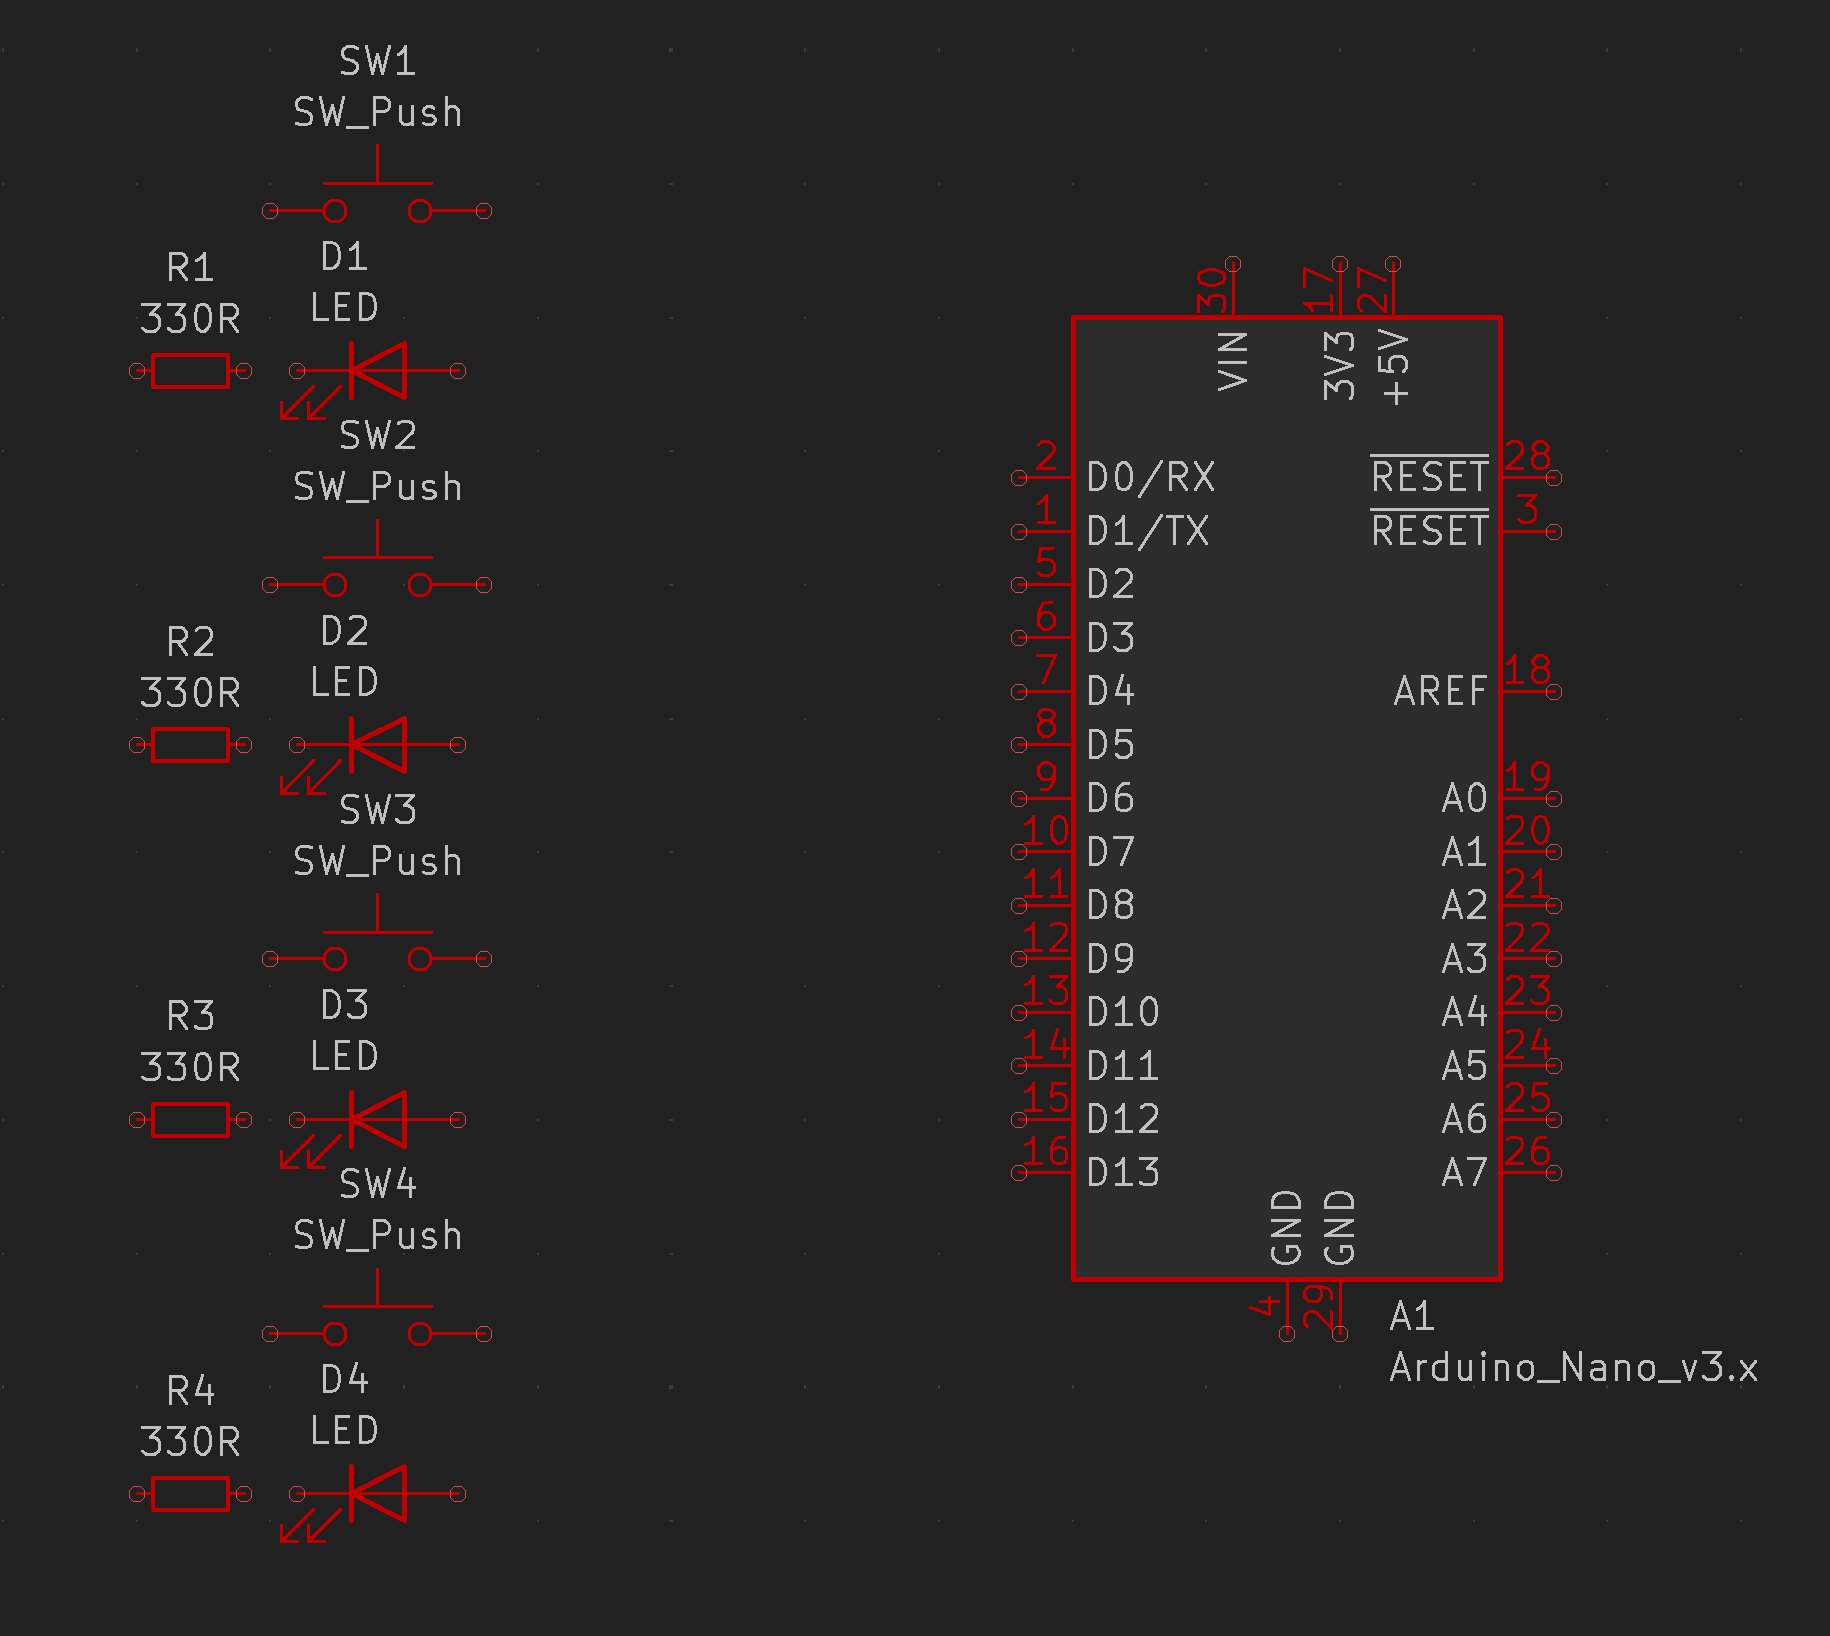 SW1
SW_Push
R1
330R
D1
LED
SW2
SW_Push
R2
330R
D2
LED
SW3
SW_Push
R3
330R
D3
LED
SW4
SW_Push
R4
330R
D4
LED
30
17
27
VIN
3V3
+5V
2 D0/RX
1 D1/TX
5 D2
6 D3
7 D4
8 D5
9 D6
10 D7
11 D8
12 D9
13 D10
14 D11
15 D12
16 D13
RESET 28
RESET 3
AREF 18
A0 19
A1 20
A2 21
A3 22
A4 23
A5 24
A6 25
A7 26
GND
GND
4
29
A1
Arduino_Nano_v3.x